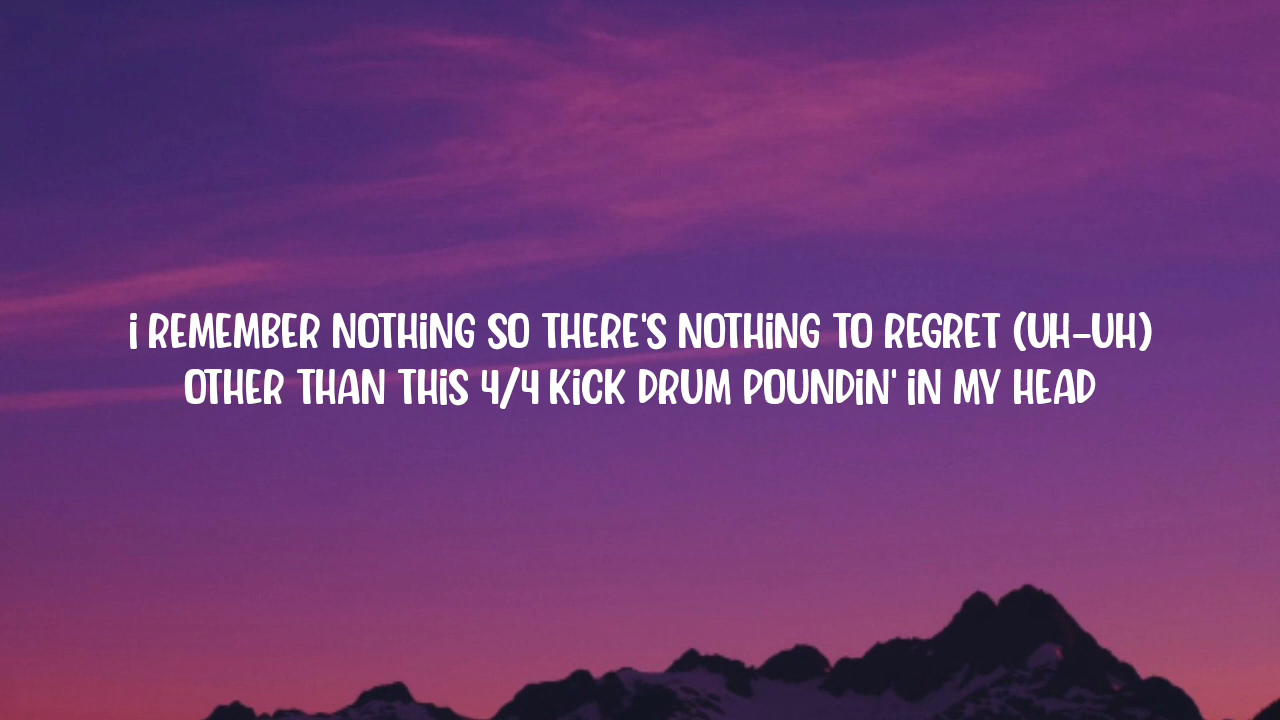 I REMEMBER NOTHING SO THERE'S NOTHING TO REGRET (UH-UH)
OTHER THAN THIS 4/4 KICK DRUM POUNDIN' IN MY HEAD